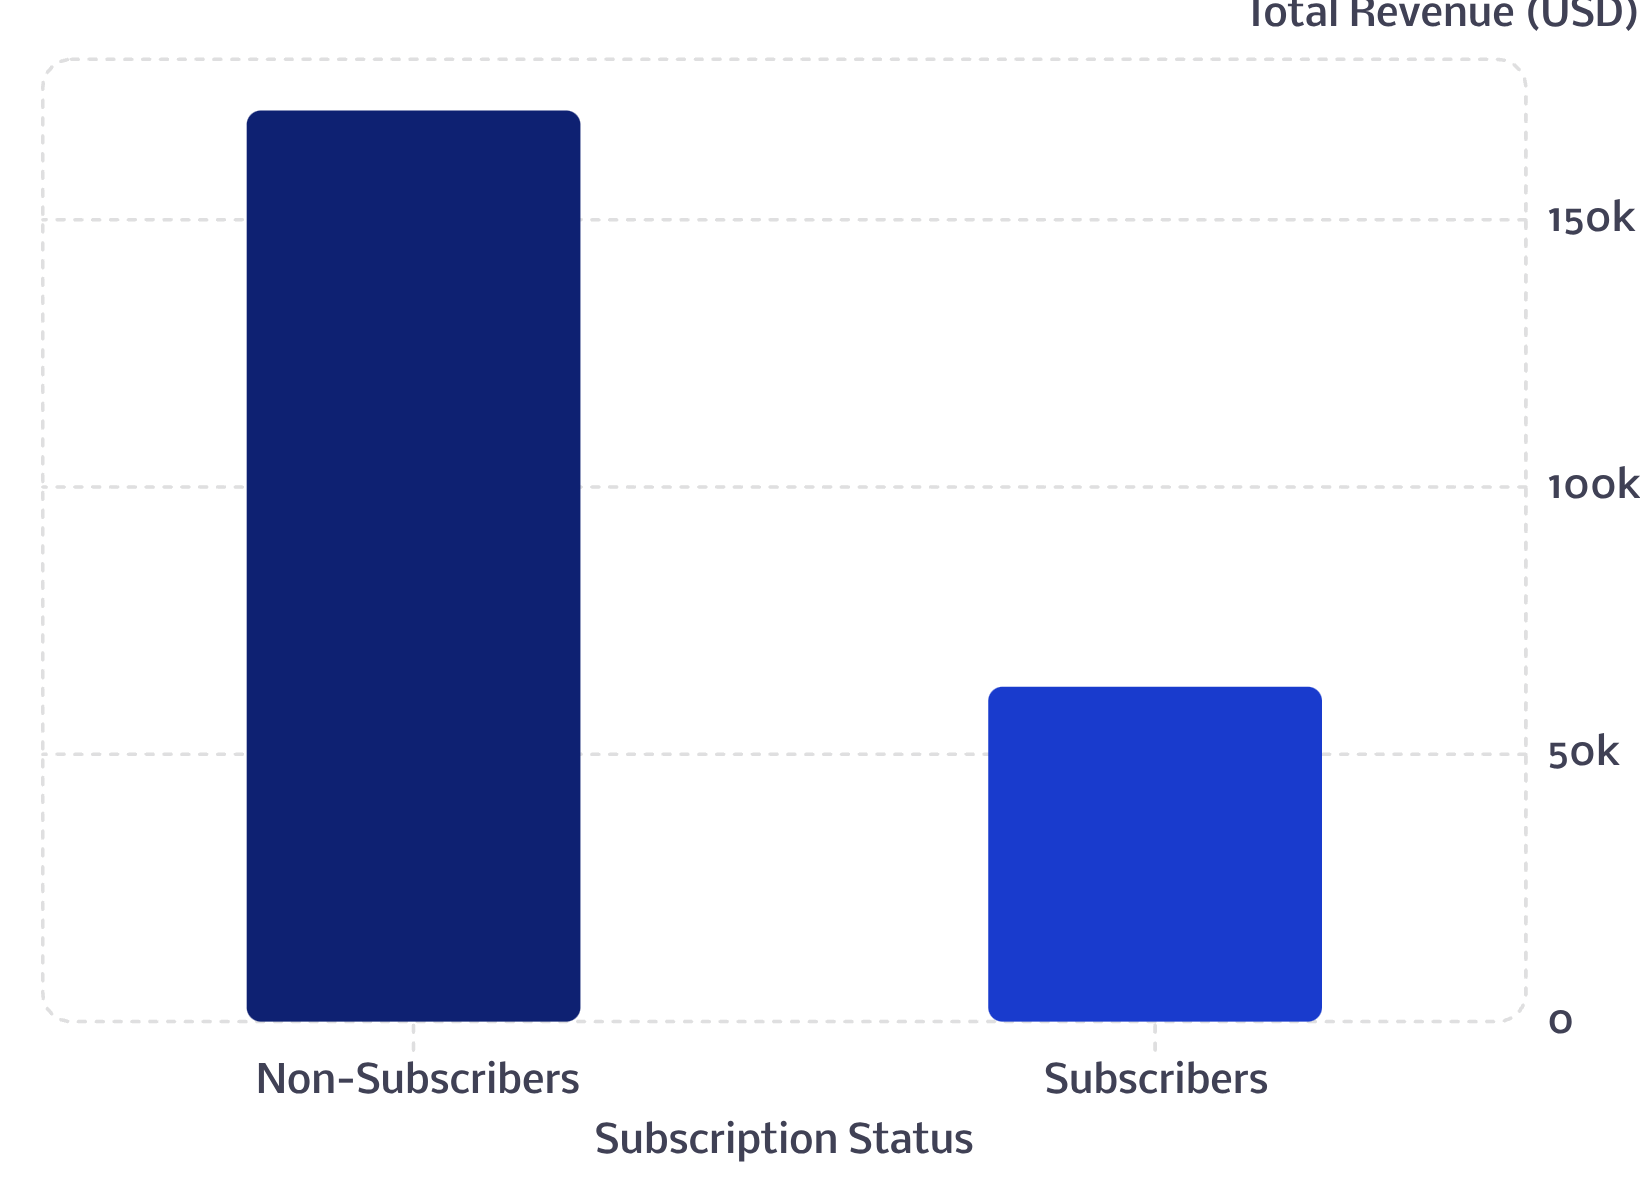 Total Revenue (USD)
150k
100k
50k
0
Non-Subscribers
Subscribers
Subscription Status